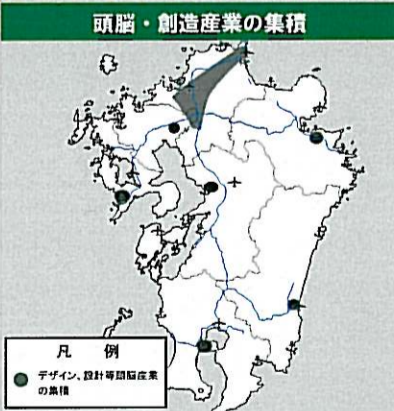 頭脳・創造産業の集積
凡 例
デザイン、設計等頭脳産業
の集積